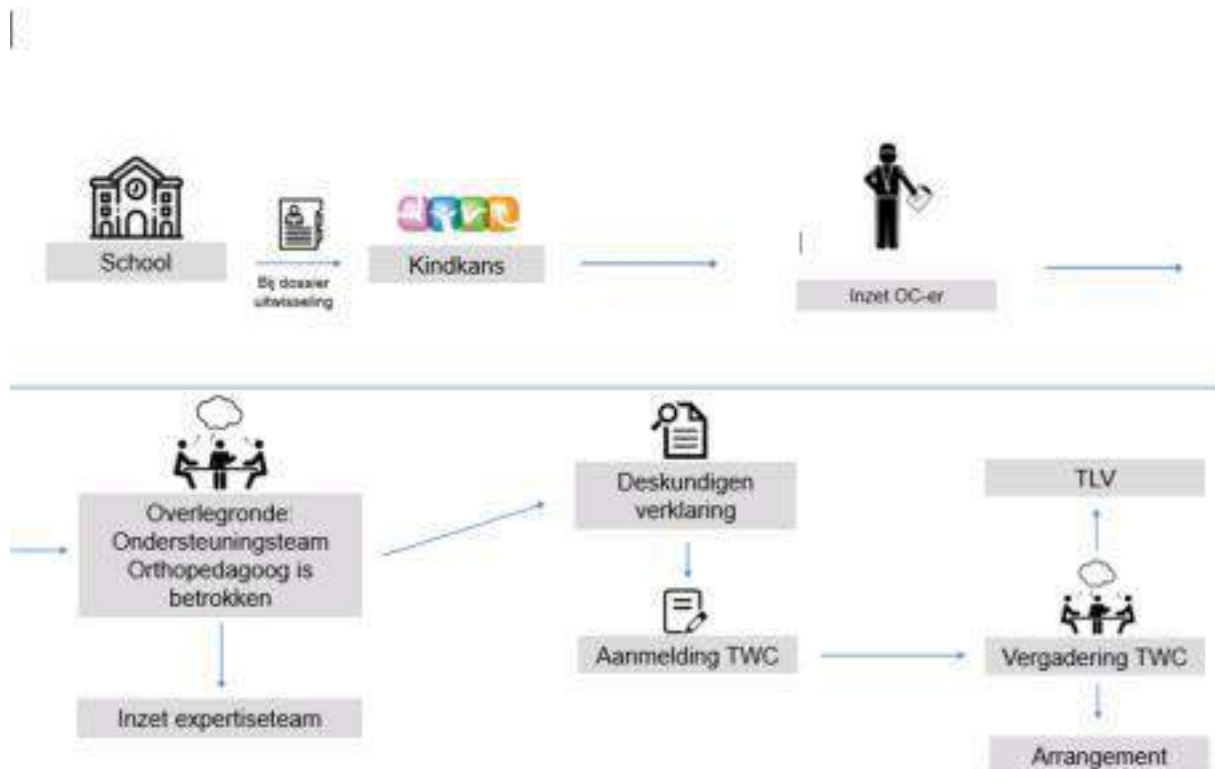 School
Bij dossier
uitwisseling
Kindkans
Inzet OC-er
Overlegronde
Ondersteuningsteam
Orthopedagoog is
betrokken
Inzet expertiseteam
Deskundigen
verklaring
Aanmelding TWC
TLV
Vergadering TWC
Arrangement